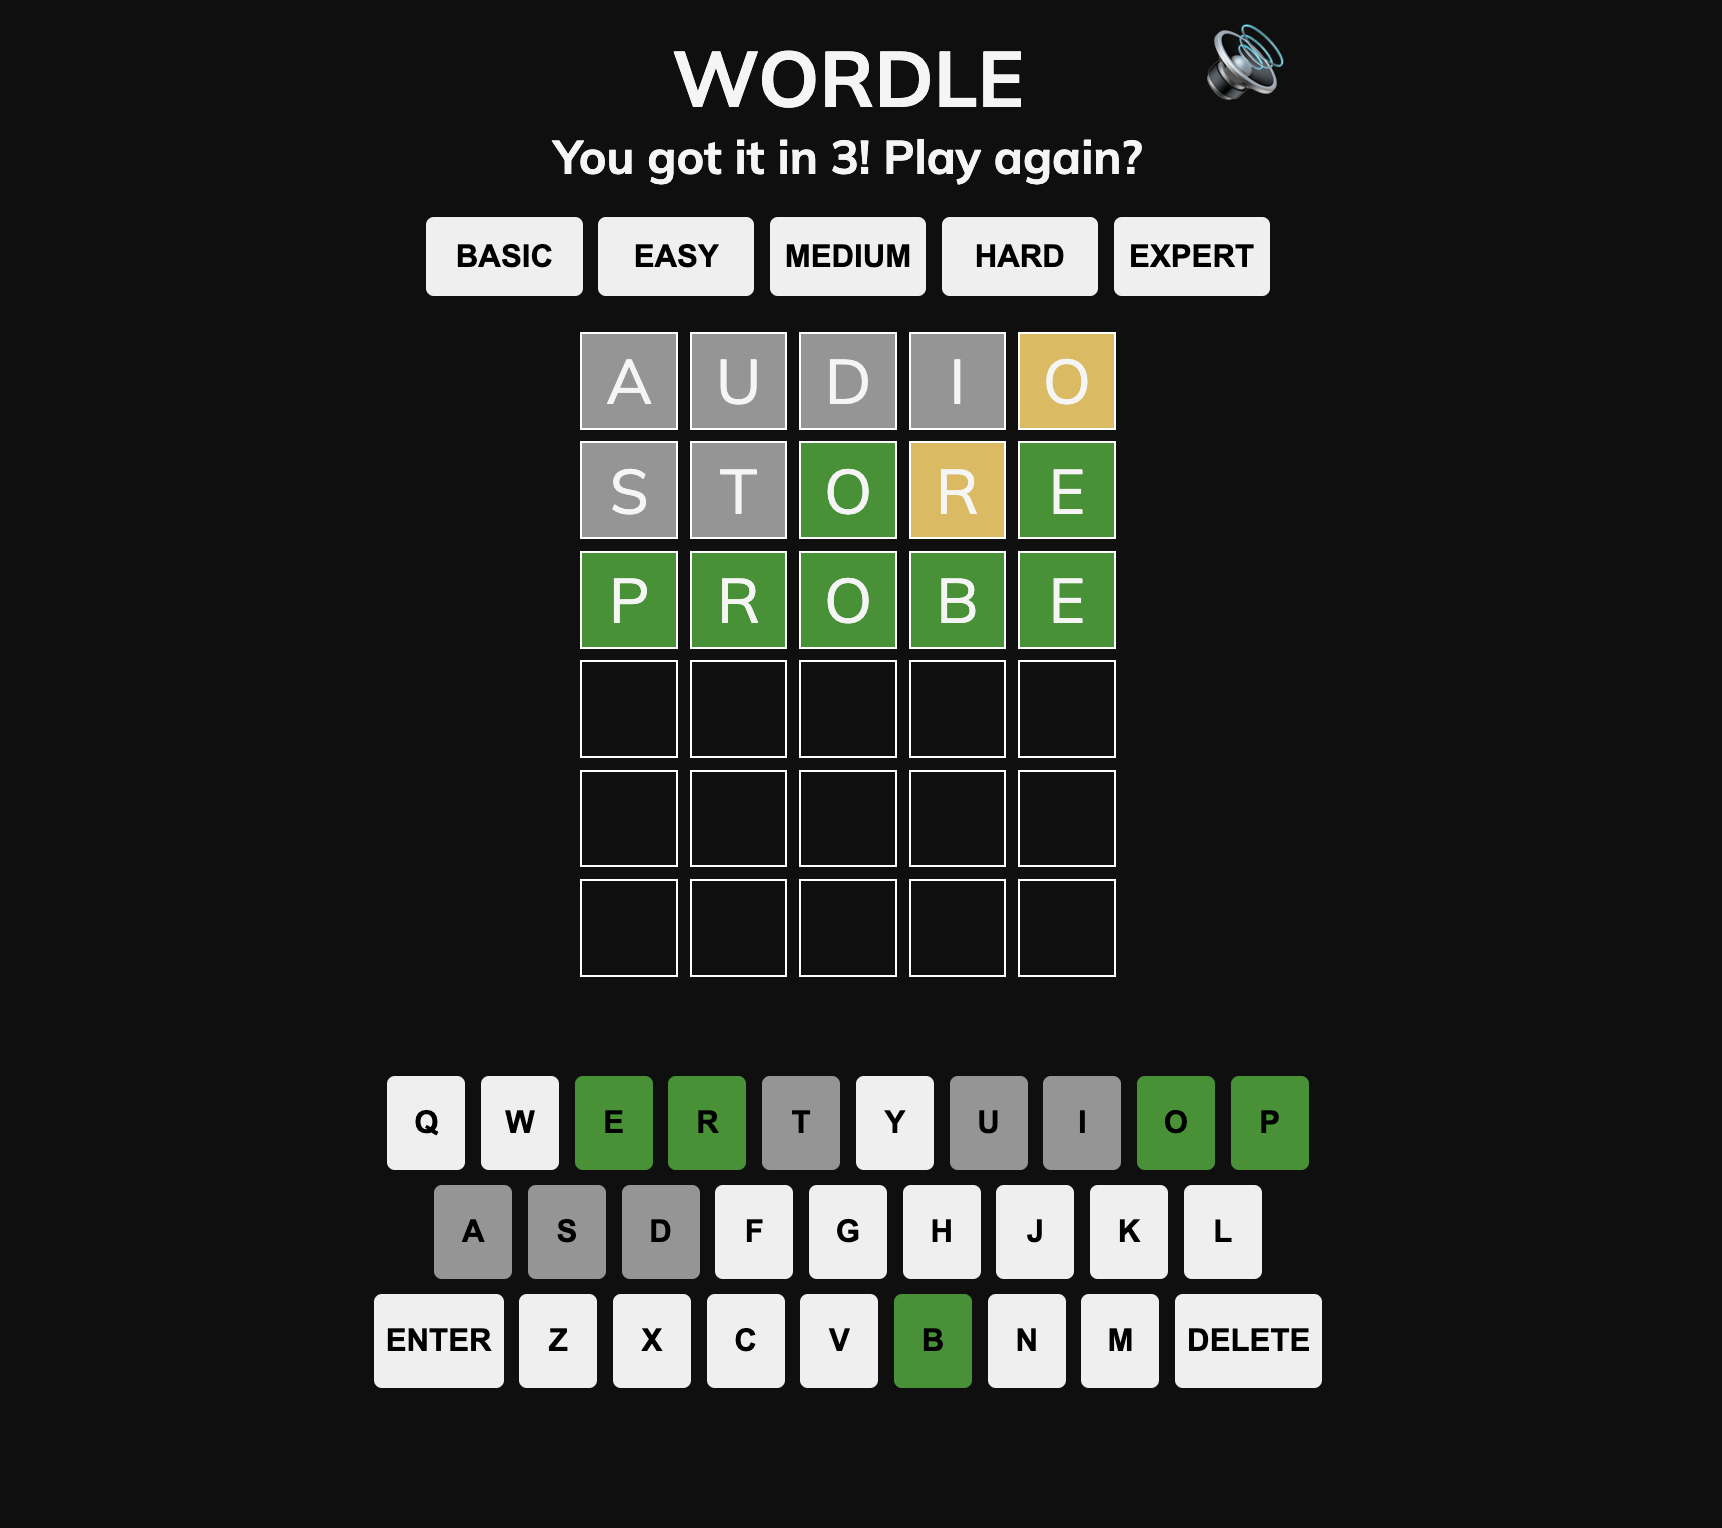 WORDLE
You got it in 3! Play again?
BASIC EASY MEDIUM HARD EXPERT
A U D I O
S T O R E
P R O B E
Q W E R T Y U I O P
A S D F G H J K L
ENTER Z X C V B N M DELETE